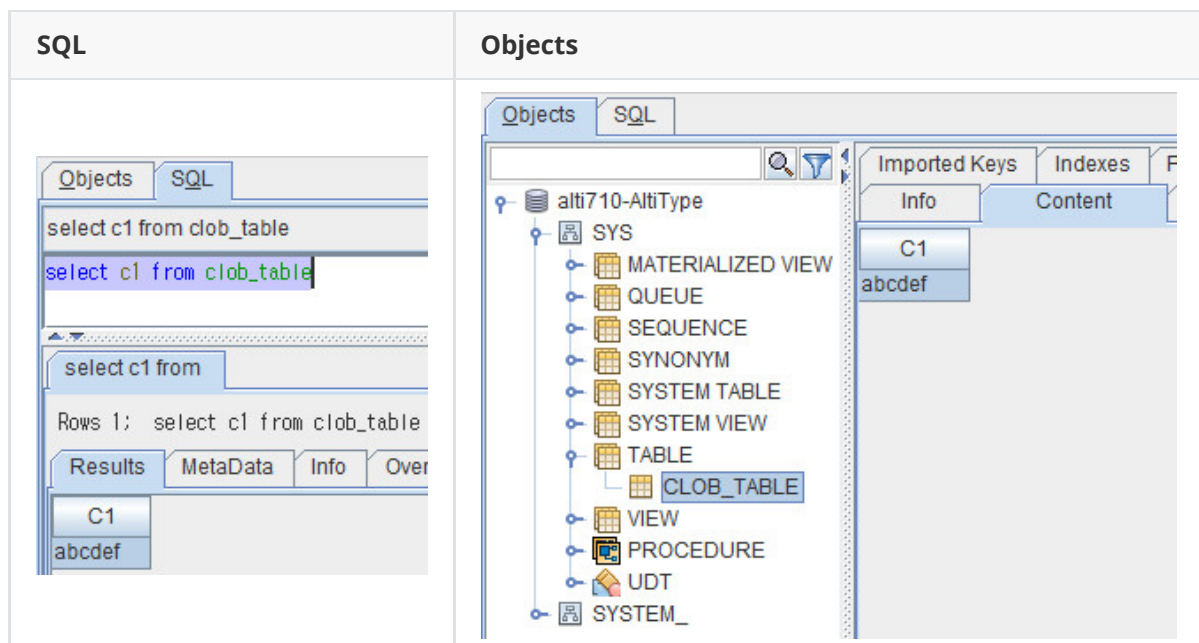 SQL
Objects
Objects SQL
select c1 from clob_table
select c1 from clob_table
select c1 from
Rows 1; select c1 from clob_table
Results MetaData Info Over
C1
abcdef
Objects SQL
alti710-AltiType
SYS
MATERIALIZED VIEW
QUEUE
SEQUENCE
SYNONYM
SYSTEM TABLE
SYSTEM VIEW
TABLE
CLOB_TABLE
VIEW
PROCEDURE
UDT
SYSTEM_
Imported Keys Indexes F
Info Content
C1
abcdef